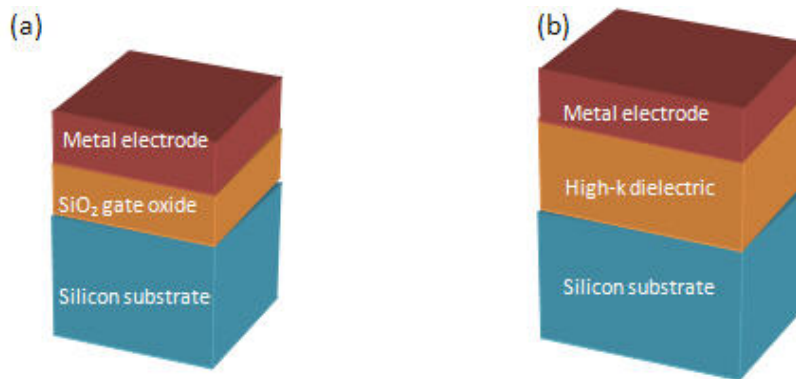 (a)
Metal electrode
SiO₂ gate oxide
Silicon substrate
(b)
Metal electrode
High-k dielectric
Silicon substrate